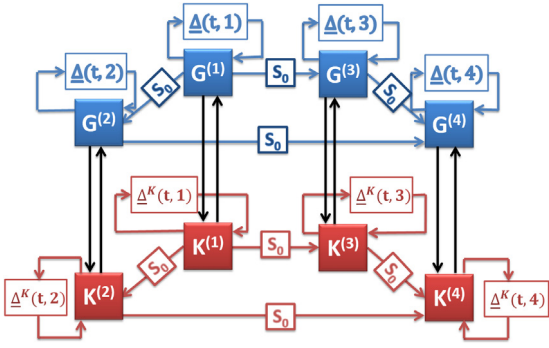 Δ(t, 1)
Δ(t, 3)
Δ(t, 2)
G⁽¹⁾
S₀
G⁽³⁾
Δ(t, 4)
S₀
S₀
G⁽²⁾
G⁽⁴⁾
S₀
Δᴷ(t, 1)
Δᴷ(t, 3)
K⁽¹⁾
S₀
K⁽³⁾
S₀
S₀
Δᴷ(t, 2)
K⁽²⁾
K⁽⁴⁾
Δᴷ(t, 4)
S₀